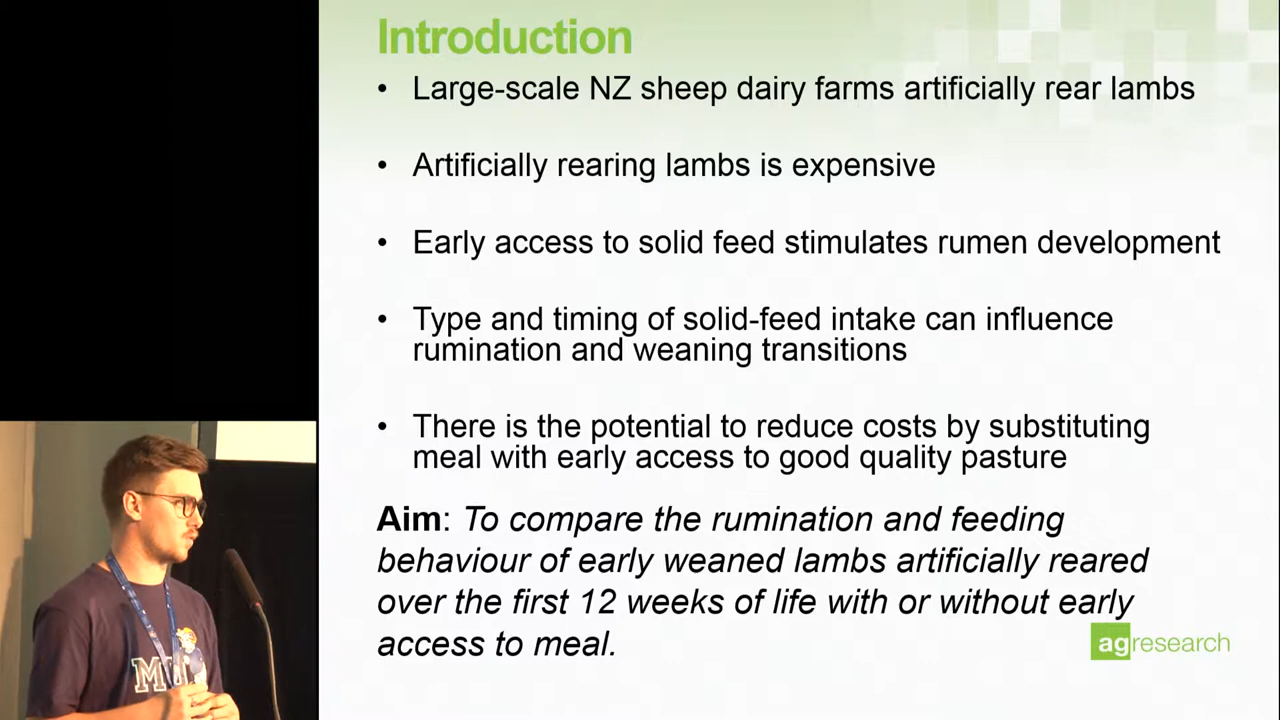 Introduction
• Large-scale NZ sheep dairy farms artificially rear lambs
• Artificially rearing lambs is expensive
• Early access to solid feed stimulates rumen development
• Type and timing of solid-feed intake can influence
rumination and weaning transitions
• There is the potential to reduce costs by substituting
meal with early access to good quality pasture
Aim: To compare the rumination and feeding
behaviour of early weaned lambs artificially reared
over the first 12 weeks of life with or without early
access to meal.
agresearch